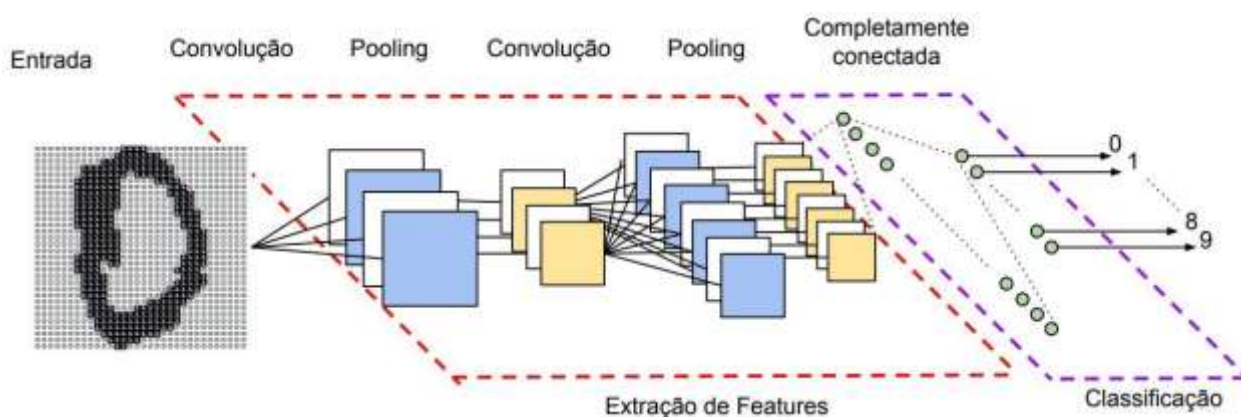 Entrada
Convolução
Pooling
Convolução
Pooling
Completamente
conectada
0
1
8
9
Extração de Features
Classificação